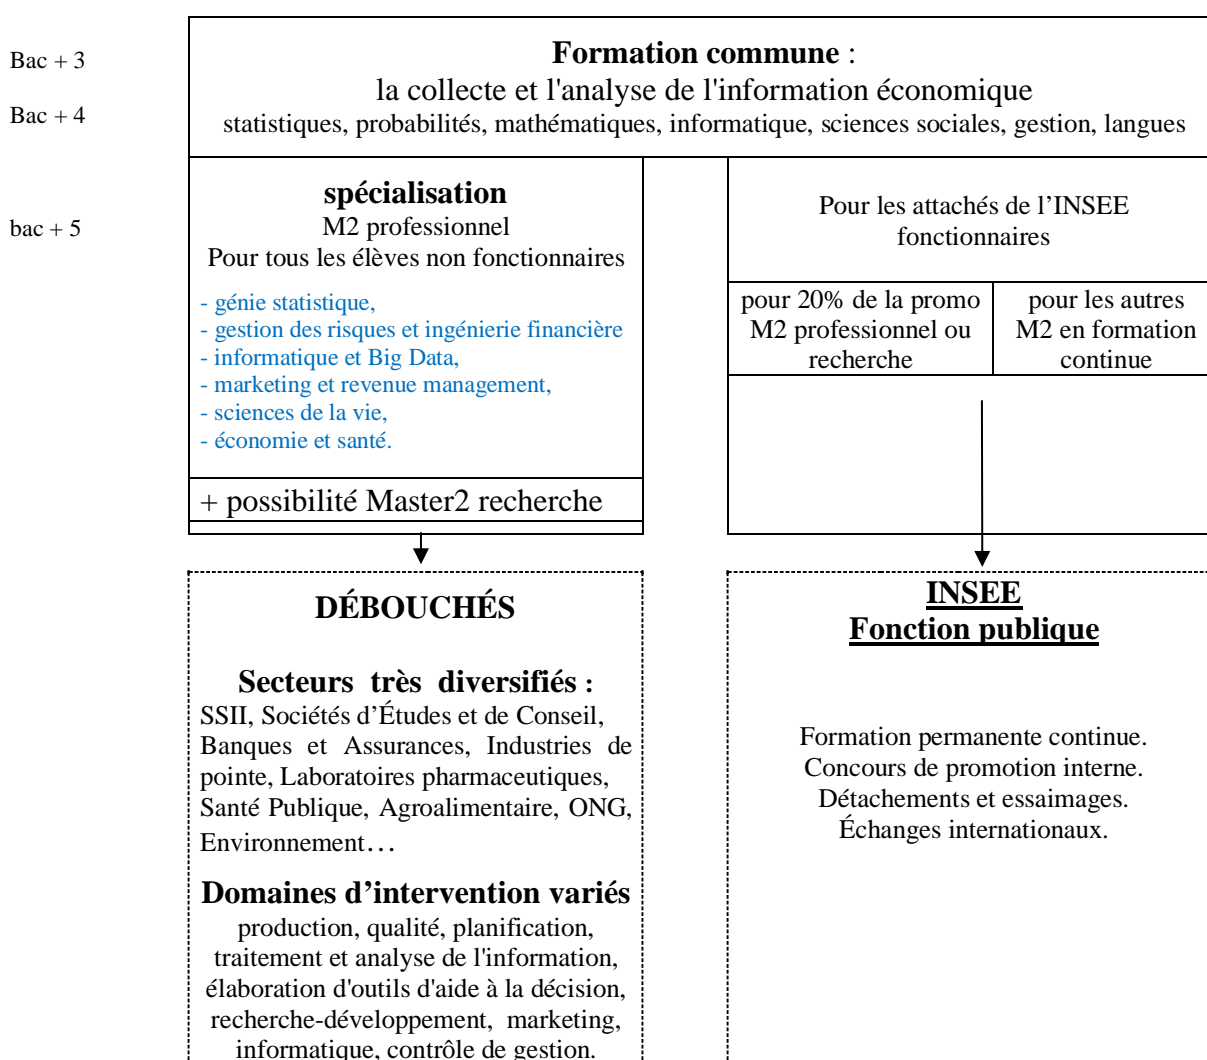 Bac + 3
Bac + 4
Formation commune :
la collecte et l'analyse de l'information économique
statistiques, probabilités, mathématiques, informatique, sciences sociales, gestion, langues
bac + 5
spécialisation
M2 professionnel
Pour tous les élèves non fonctionnaires
- génie statistique,
- gestion des risques et ingénierie financière
- informatique et Big Data,
- marketing et revenue management,
- sciences de la vie,
- économie et santé.
+ possibilité Master2 recherche
Pour les attachés de l’INSEE
fonctionnaires
pour 20% de la promo
M2 professionnel ou
recherche
pour les autres
M2 en formation
continue
DÉBOUCHÉS
Secteurs très diversifiés :
SSII, Sociétés d’Études et de Conseil,
Banques et Assurances, Industries de
pointe, Laboratoires pharmaceutiques,
Santé Publique, Agroalimentaire, ONG,
Environnement…
Domaines d’intervention variés
production, qualité, planification,
traitement et analyse de l'information,
élaboration d'outils d'aide à la décision,
recherche-développement, marketing,
informatique, contrôle de gestion.
INSEE
Fonction publique
Formation permanente continue.
Concours de promotion interne.
Détachements et essaimages.
Échanges internationaux.